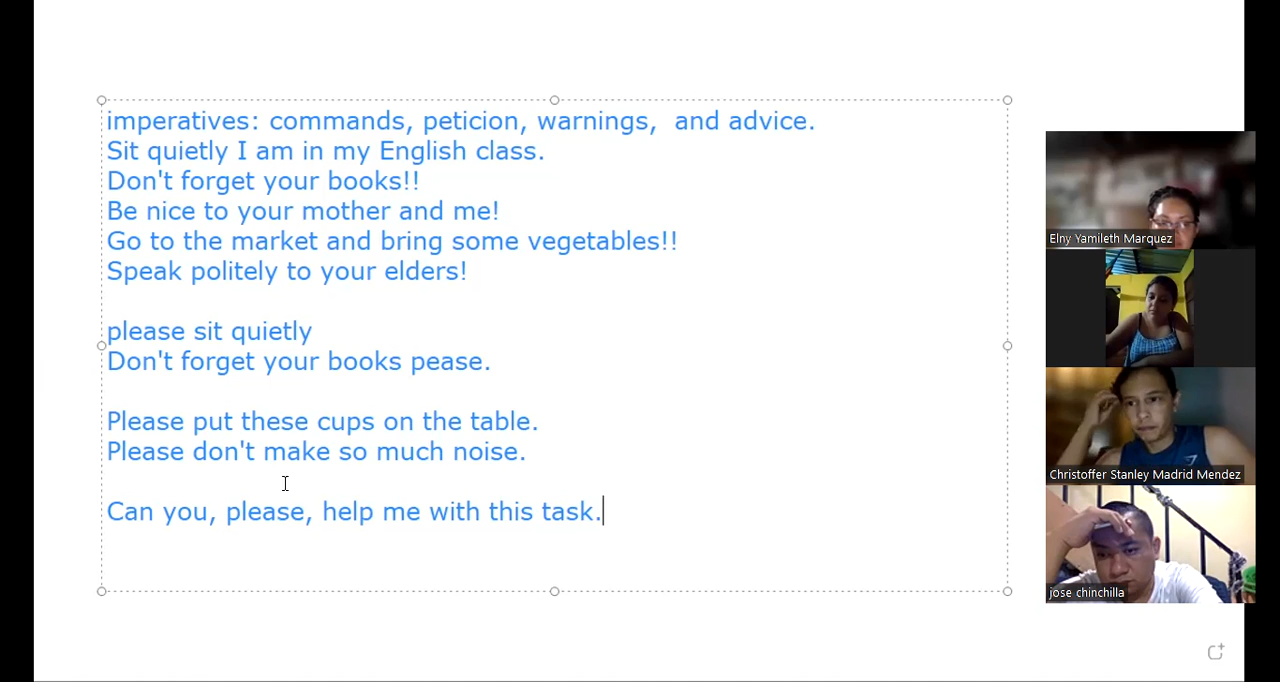 imperatives: commands, peticion, warnings,  and advice.
Sit quietly I am in my English class.
Don't forget your books!!
Be nice to your mother and me!
Go to the market and bring some vegetables!!
Speak politely to your elders!
please sit quietly
Don't forget your books pease.
Please put these cups on the table.
Please don't make so much noise.
Can you, please, help me with this task.
Elny Yamileth Marquez
Christoffer Stanley Madrid Mendez
jose chinchilla